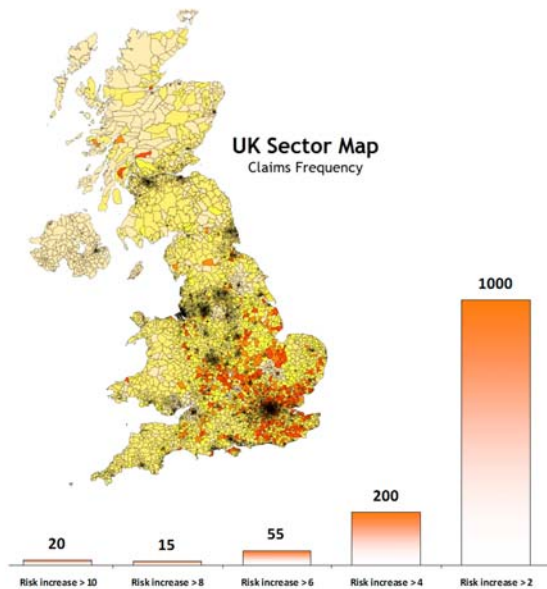 UK Sector Map
Claims Frequency
1000
200
55
20
15
Risk increase > 10
Risk increase > 8
Risk increase > 6
Risk increase > 4
Risk increase > 2